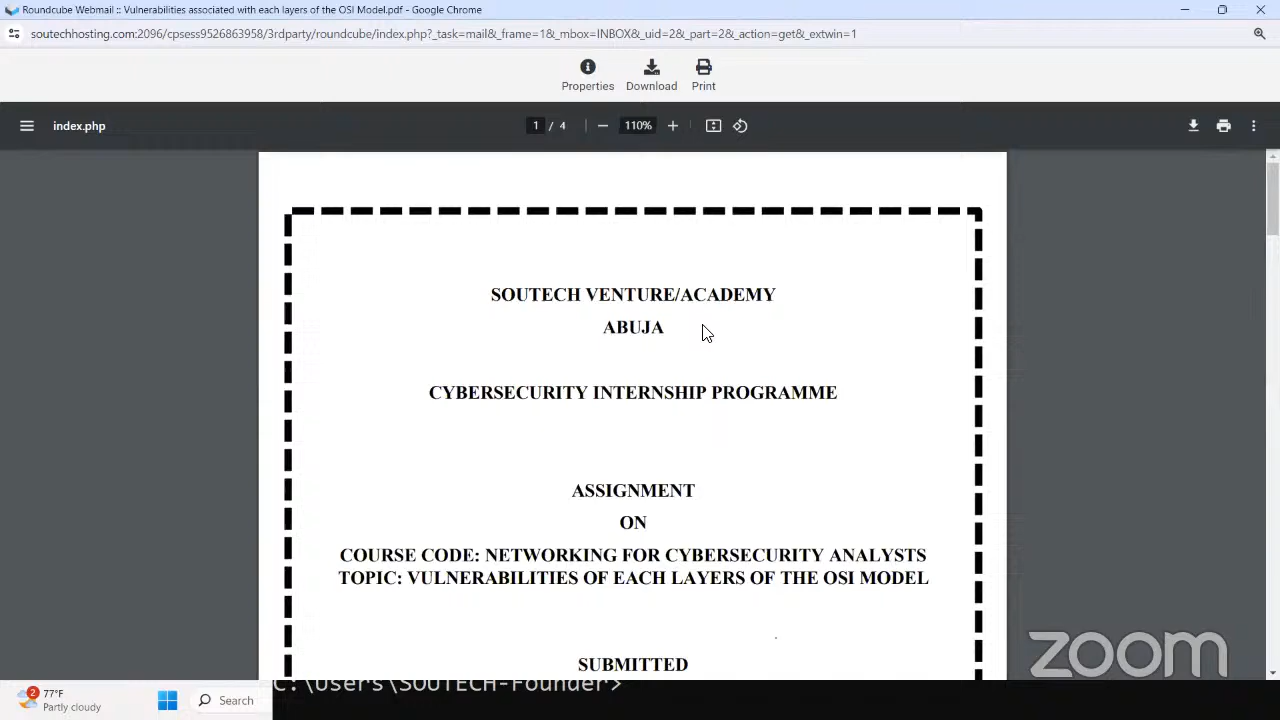 Roundcube Webmail :: Vulnerabilities associated with each layers of the OSI Model.pdf - Google Chrome
soutechhosting.com:2096/cpsess9526863958/3rdparty/roundcube/index.php?_task=mail&_frame=1&_mbox=INBOX&_uid=2&_part=2&_action=get&_extwin=1
Properties Download Print
index.php 1 / 4 110%
SOUTECH VENTURE/ACADEMY
ABUJA
CYBERSECURITY INTERNSHIP PROGRAMME
ASSIGNMENT
ON
COURSE CODE: NETWORKING FOR CYBERSECURITY ANALYSTS
TOPIC: VULNERABILITIES OF EACH LAYERS OF THE OSI MODEL
SUBMITTED
zoom
C:\Users\SOUTECH-Founder>
2 77°F
Partly cloudy
Search